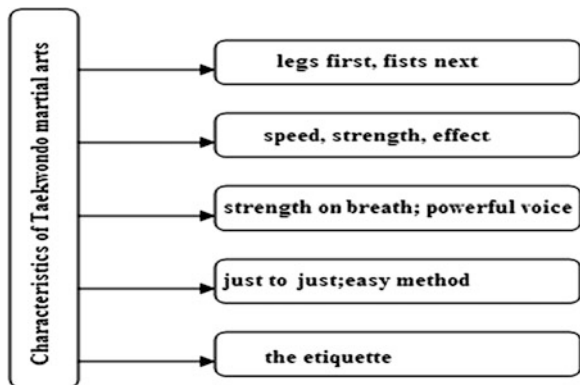 Characteristics of Taekwondo martial arts
legs first, fists next
speed, strength, effect
strength on breath; powerful voice
just to just;easy method
the etiquette